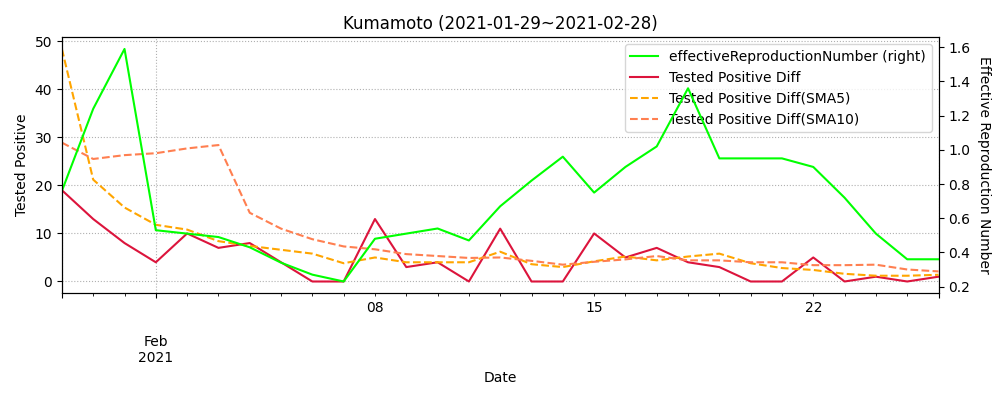 Kumamoto (2021-01-29~2021-02-28)
effectiveReproductionNumber (right)
Tested Positive Diff
Tested Positive Diff(SMA5)
Tested Positive Diff(SMA10)
Tested Positive
50
40
30
20
10
0
1.6
1.4
1.2
1.0
0.8
0.6
0.4
0.2
Effective Reproduction Number
08
15
22
Feb
2021
Date